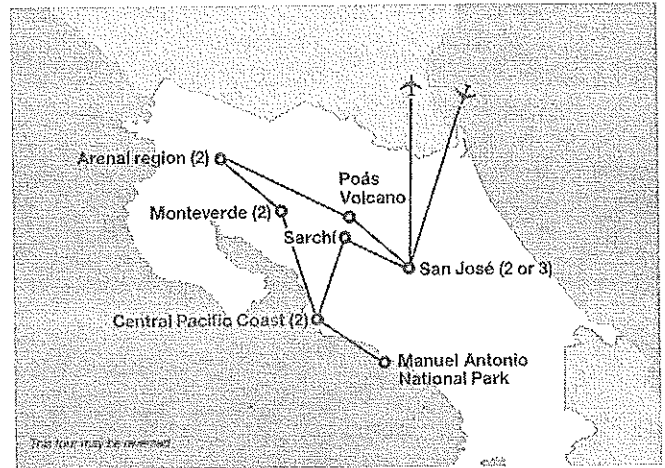 Arenal region (2)
Poás
Volcano
Monteverde (2)
Sarchí
San José (2 or 3)
Central Pacific Coast (2)
Manuel Antonio
National Park
This tour may be reversed.